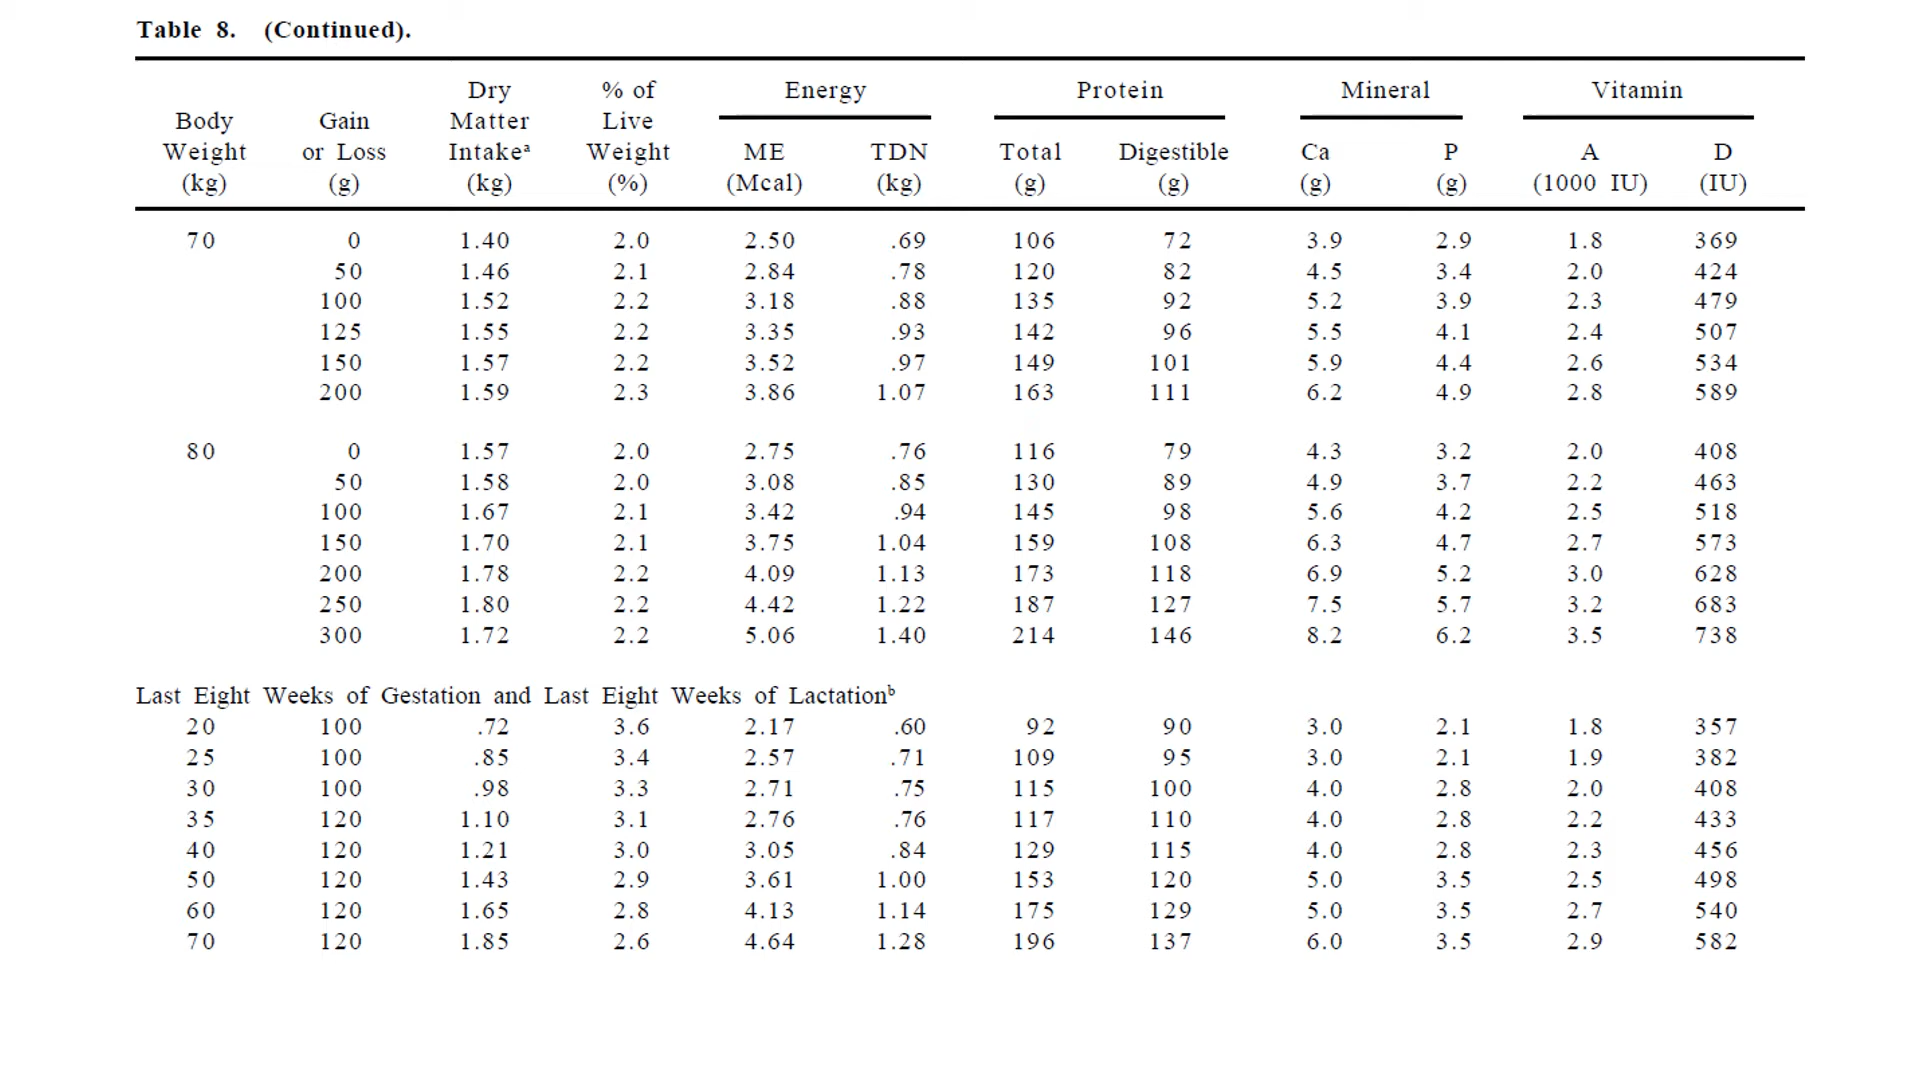 Table 8. (Continued).
Dry % of Energy Protein Mineral Vitamin
Body Gain Matter Live
Weight or Loss Intakeᵃ Weight ME TDN Total Digestible Ca P A D
(kg) (g) (kg) (%) (Mcal) (kg) (g) (g) (g) (g) (1000 IU) (IU)
70 0 1.40 2.0 2.50 .69 106 72 3.9 2.9 1.8 369
50 1.46 2.1 2.84 .78 120 82 4.5 3.4 2.0 424
100 1.52 2.2 3.18 .88 135 92 5.2 3.9 2.3 479
125 1.55 2.2 3.35 .93 142 96 5.5 4.1 2.4 507
150 1.57 2.2 3.52 .97 149 101 5.9 4.4 2.6 534
200 1.59 2.3 3.86 1.07 163 111 6.2 4.9 2.8 589
80 0 1.57 2.0 2.75 .76 116 79 4.3 3.2 2.0 408
50 1.58 2.0 3.08 .85 130 89 4.9 3.7 2.2 463
100 1.67 2.1 3.42 .94 145 98 5.6 4.2 2.5 518
150 1.70 2.1 3.75 1.04 159 108 6.3 4.7 2.7 573
200 1.78 2.2 4.09 1.13 173 118 6.9 5.2 3.0 628
250 1.80 2.2 4.42 1.22 187 127 7.5 5.7 3.2 683
300 1.72 2.2 5.06 1.40 214 146 8.2 6.2 3.5 738
Last Eight Weeks of Gestation and Last Eight Weeks of Lactationᵇ
20 100 .72 3.6 2.17 .60 92 90 3.0 2.1 1.8 357
25 100 .85 3.4 2.57 .71 109 95 3.0 2.1 1.9 382
30 100 .98 3.3 2.71 .75 115 100 4.0 2.8 2.0 408
35 120 1.10 3.1 2.76 .76 117 110 4.0 2.8 2.2 433
40 120 1.21 3.0 3.05 .84 129 115 4.0 2.8 2.3 456
50 120 1.43 2.9 3.61 1.00 153 120 5.0 3.5 2.5 498
60 120 1.65 2.8 4.13 1.14 175 129 5.0 3.5 2.7 540
70 120 1.85 2.6 4.64 1.28 196 137 6.0 3.5 2.9 582